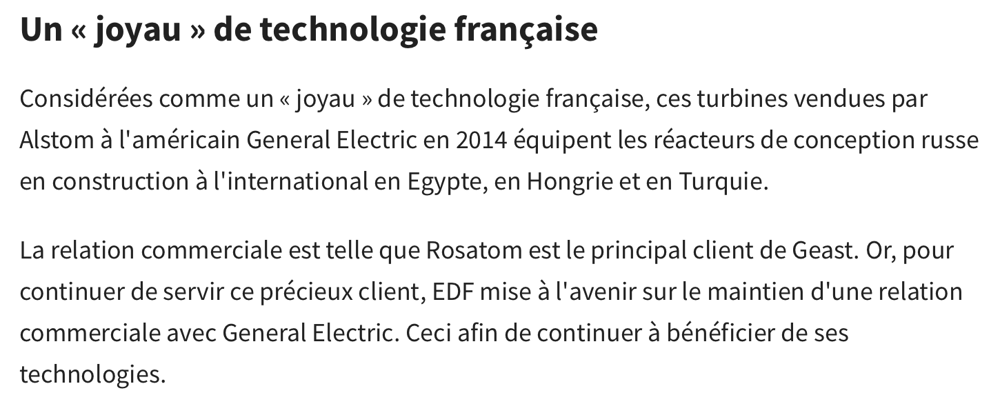 Un « joyau » de technologie française
Considérées comme un « joyau » de technologie française, ces turbines vendues par
Alstom à l'américain General Electric en 2014 équipent les réacteurs de conception russe
en construction à l'international en Egypte, en Hongrie et en Turquie.
La relation commerciale est telle que Rosatom est le principal client de Geast. Or, pour
continuer de servir ce précieux client, EDF mise à l'avenir sur le maintien d'une relation
commerciale avec General Electric. Ceci afin de continuer à bénéficier de ses
technologies.